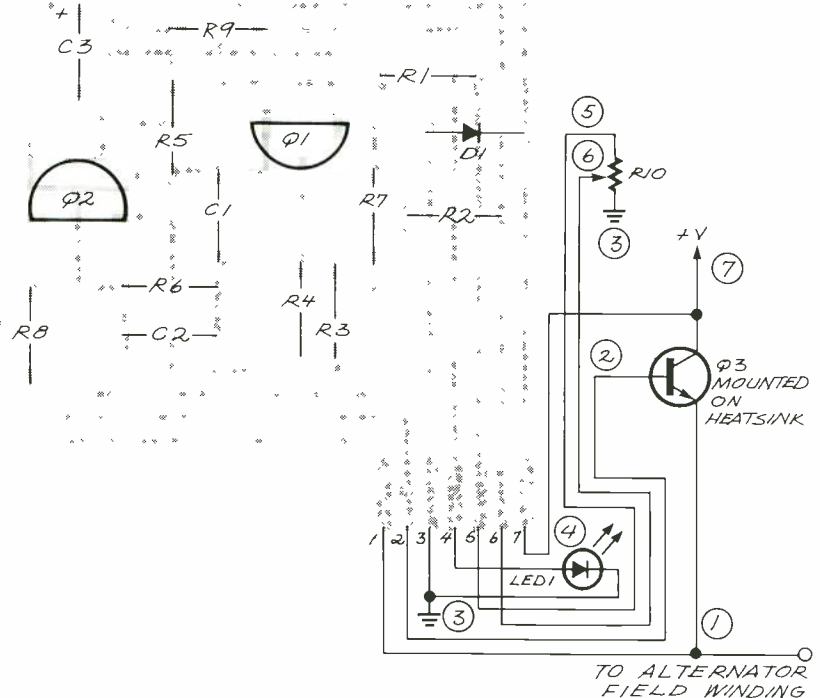 +
C3
R9
R1
5
R5
Q1
D1
6
R10
Q2
C1
R7
R2
3
+V
7
R6
R4
R3
R8
C2
2
Q3
MOUNTED
ON
HEATSINK
1 2 3 4 5 6 7
4
LED1
3
1
TO ALTERNATOR
FIELD WINDING